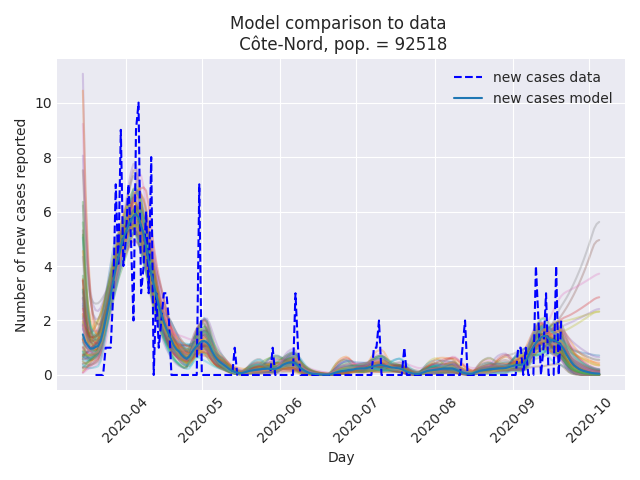 Model comparison to data
Côte-Nord, pop. = 92518
new cases data
new cases model
Number of new cases reported
10
8
6
4
2
0
2020-04
2020-05
2020-06
2020-07
2020-08
2020-09
2020-10
Day